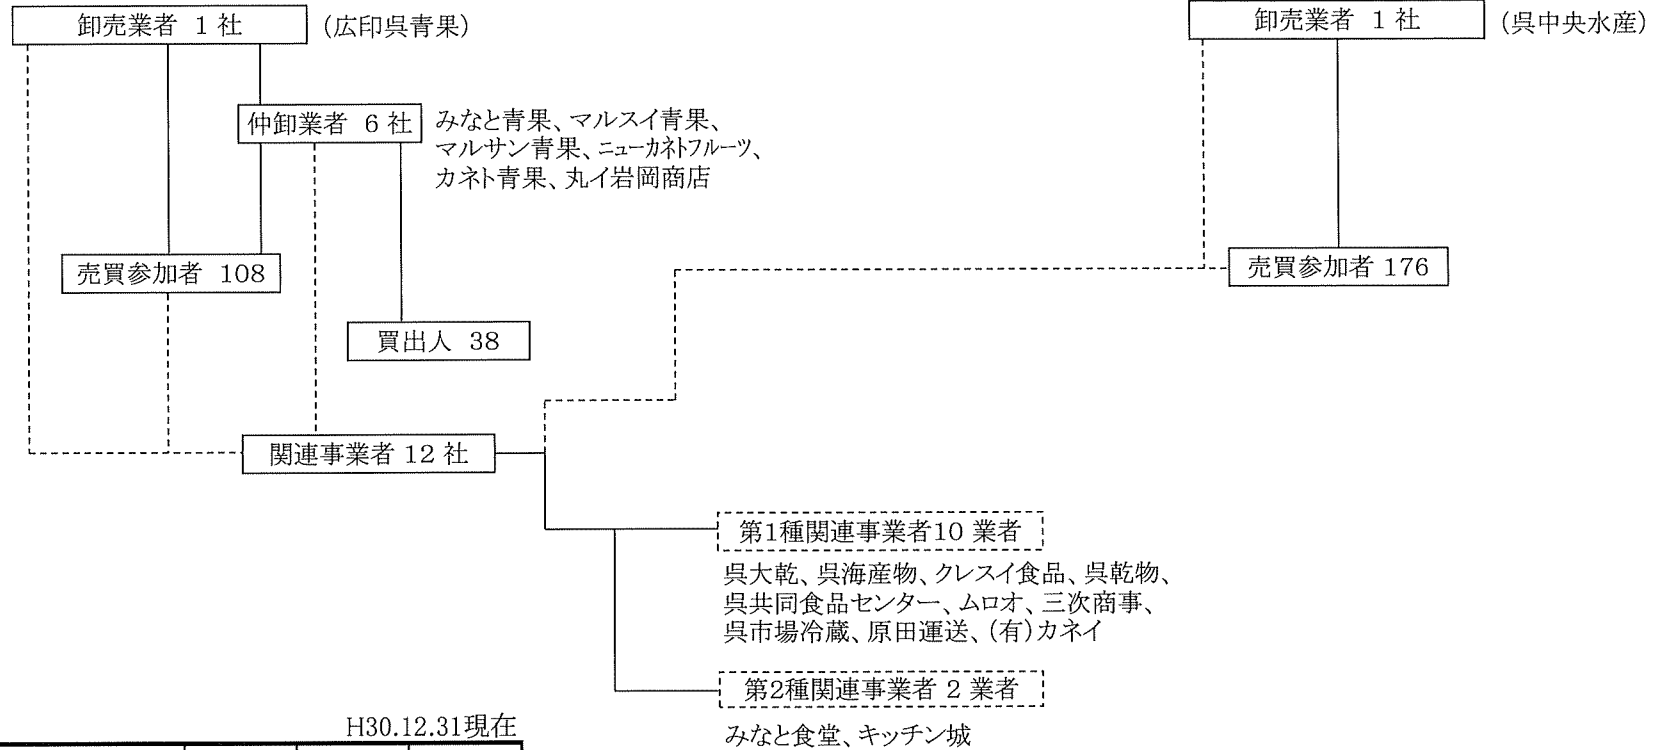 卸売業者 1 社
(広印呉青果)
卸売業者 1 社
(呉中央水産)
仲卸業者 6 社
みなと青果、マルスイ青果、
マルサン青果、ニューカネトフルーツ、
カネト青果、丸イ岩岡商店
売買参加者 108
売買参加者 176
買出人 38
関連事業者 12 社
第1種関連事業者10 業者
呉大乾、呉海産物、クレスイ食品、呉乾物、
呉共同食品センター、ムロオ、三次商事、
呉市場冷蔵、原田運送、(有)カネイ
第2種関連事業者 2 業者
みなと食堂、キッチン城
H30.12.31現在